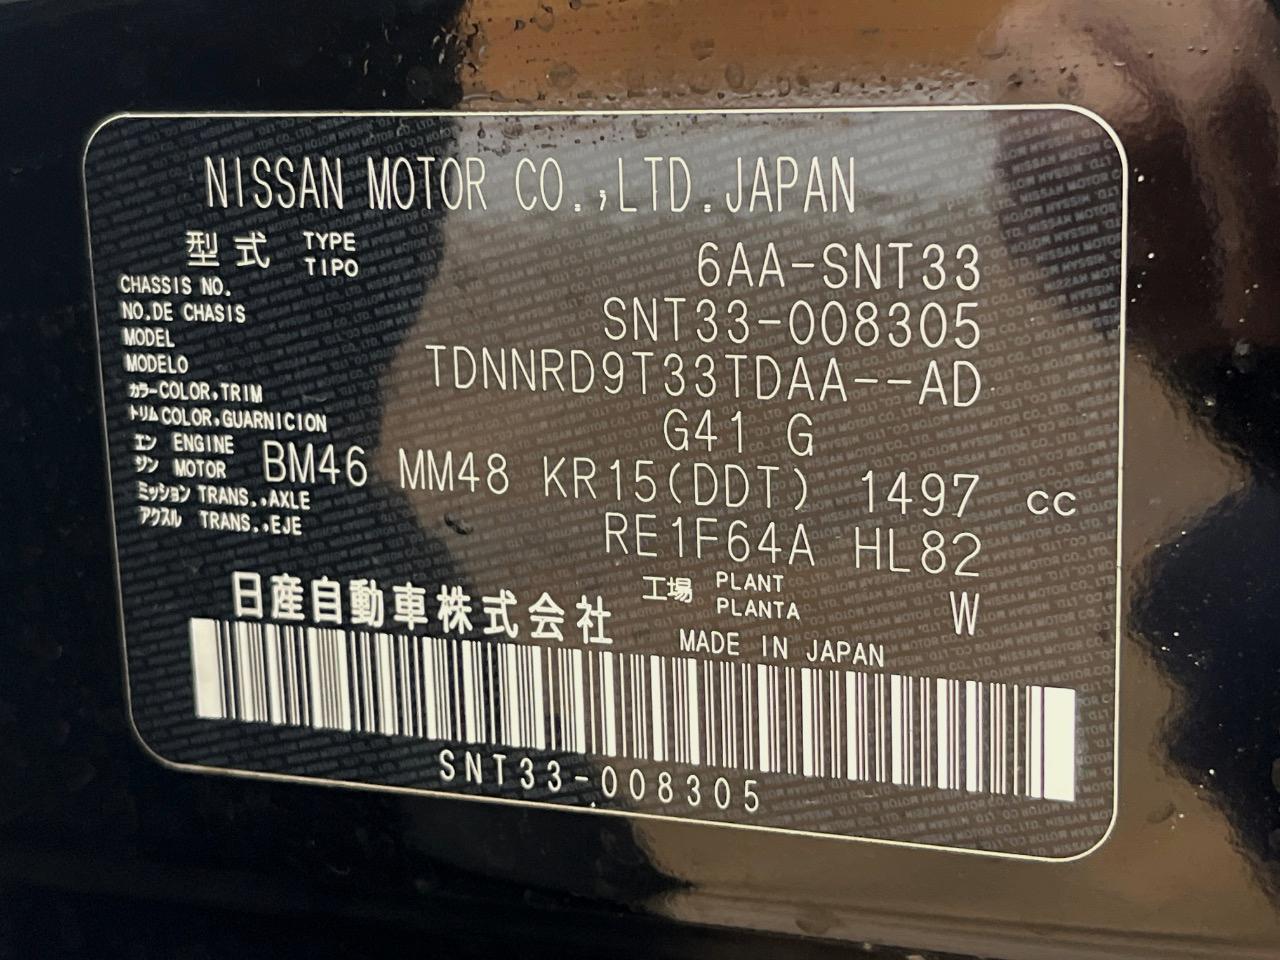 NISSAN MOTOR CO.,LTD.JAPAN
型式 TYPE TIPO 6AA-SNT33
CHASSIS NO.
NO.DE CHASIS SNT33-008305
MODEL
MODELO TDNNRD9T33TDAA--AD
カラー COLOR,TRIM
トリム COLOR,GUARNICION G41 G
エン ENGINE
ジン MOTOR BM46 MM48 KR15(DDT) 1497 cc
ミッション TRANS.,AXLE
アクスル TRANS.,EJE RE1F64A HL82
日産自動車株式会社 工場 PLANT PLANTA W
MADE IN JAPAN
SNT33-008305